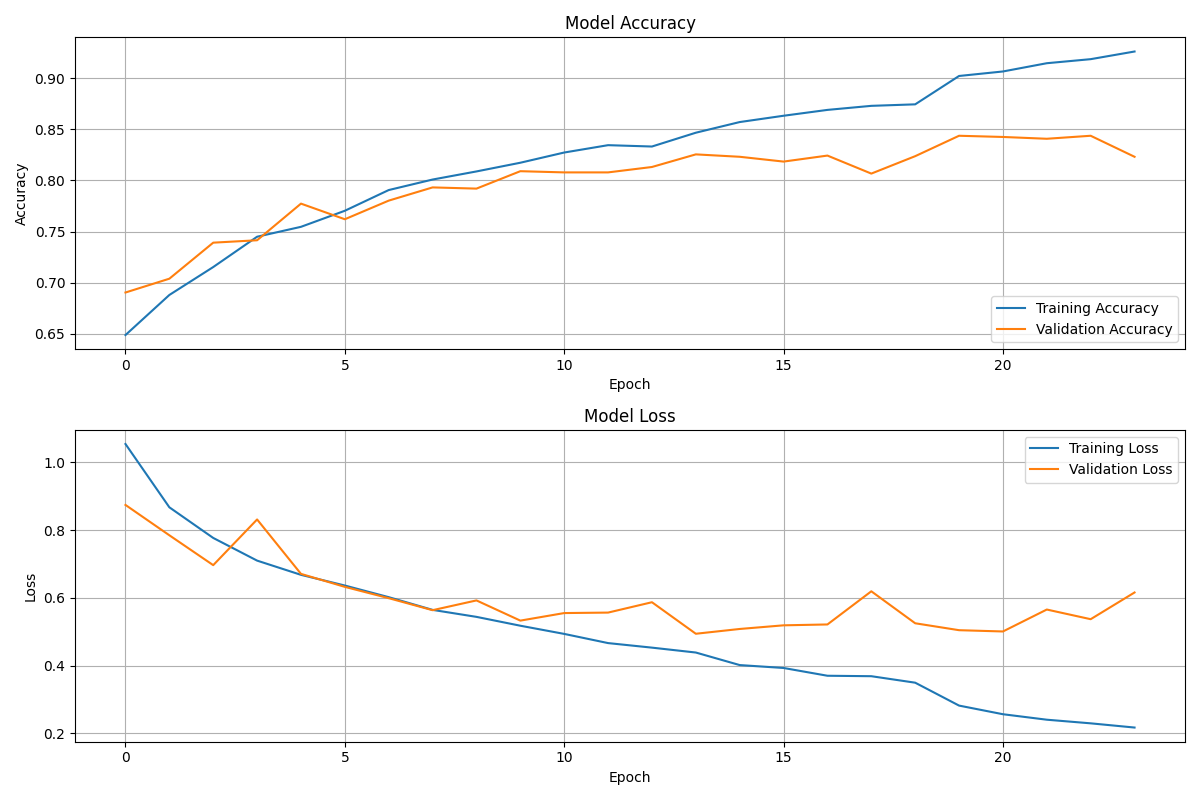 Model Accuracy
Accuracy
0.90
0.85
0.80
0.75
0.70
0.65
Training Accuracy
Validation Accuracy
0 5 10 15 20
Epoch
Model Loss
Loss
1.0
0.8
0.6
0.4
0.2
Training Loss
Validation Loss
0 5 10 15 20
Epoch